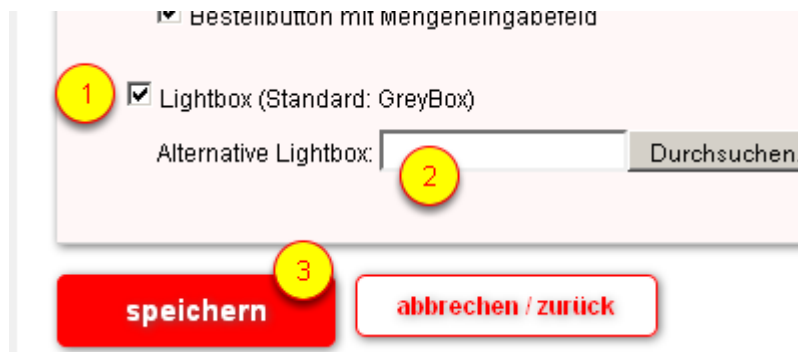 Bestellbutton mit Mengeneingabefeld
1 Lightbox (Standard: GreyBox)
Alternative Lightbox: 2 Durchsuchen.
3
speichern abbrechen / zurück